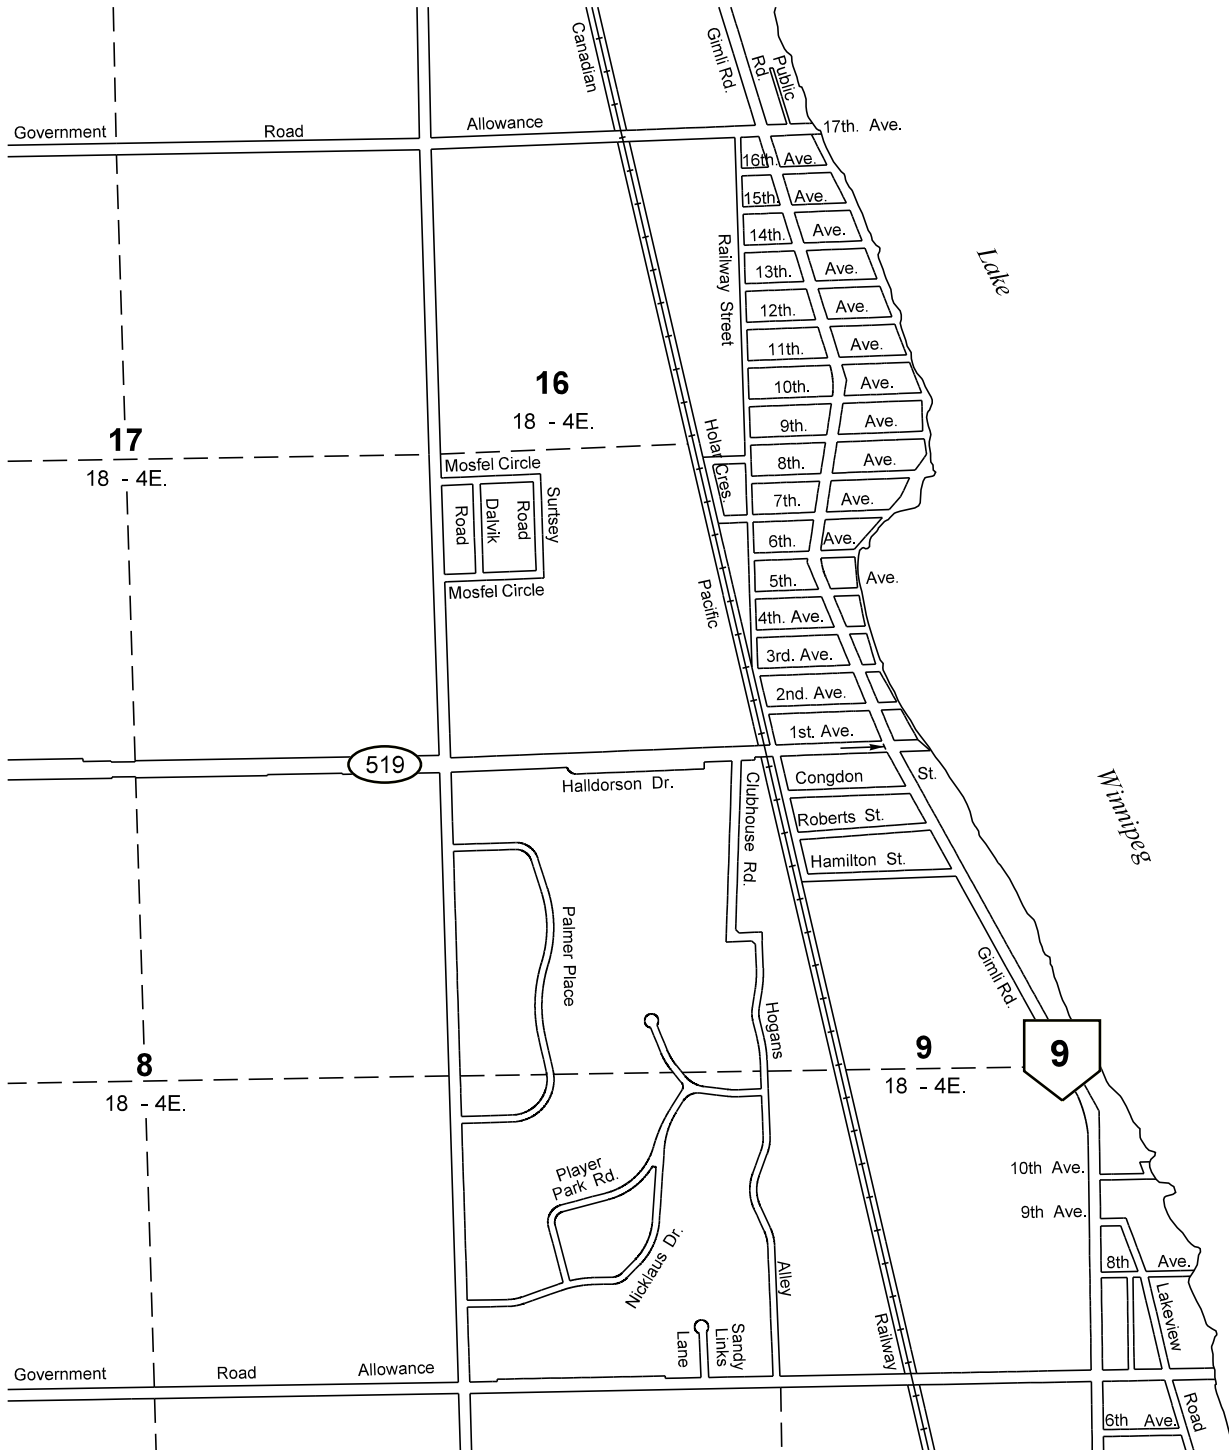 Canadian
Gimli Rd.
Public
Rd.
Government Road Allowance
17th. Ave.
16th. Ave.
15th. Ave.
14th. Ave.
13th. Ave.
12th. Ave.
11th. Ave.
10th. Ave.
9th. Ave.
8th. Ave.
7th. Ave.
6th. Ave.
5th. Ave.
4th. Ave.
3rd. Ave.
2nd. Ave.
1st. Ave.
Railway Street
Lake
16
18 - 4E.
17
18 - 4E.
Holar Cres.
Mosfel Circle
Surtsey
Road
Dalvik
Road
Mosfel Circle
Pacific
519
Halldorson Dr.
Clubhouse Rd.
Congdon St.
Roberts St.
Hamilton St.
Winnipeg
Palmer Place
Gimli Rd.
Hogans
8
18 - 4E.
9
18 - 4E.
9
10th Ave.
9th Ave.
8th Ave.
Player
Park Rd.
Nicklaus Dr.
Alley
Lakeview
Railway
Sandy
Links
Lane
Government Road Allowance
Road
6th Ave.